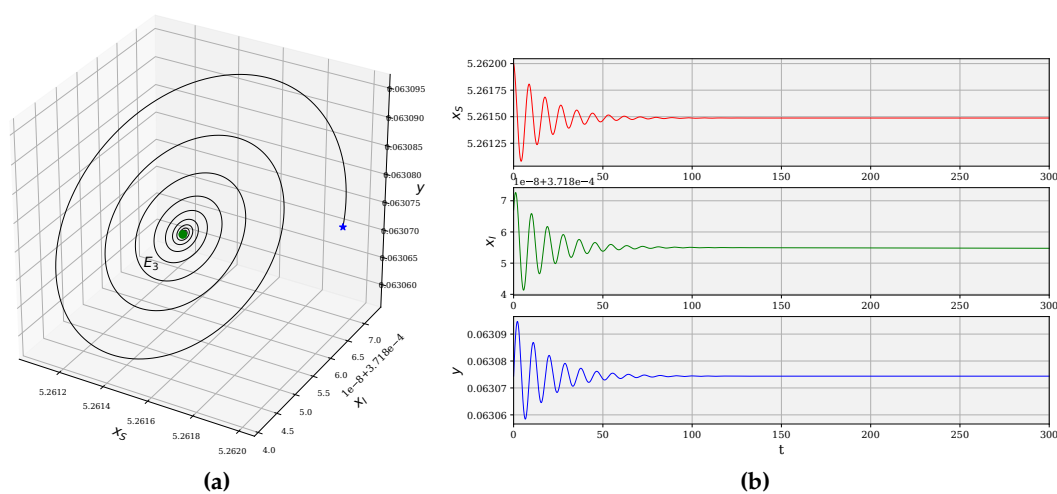 0.063095
0.063090
0.063085
0.063080
y
0.063075
0.063070
0.063065
0.063060
E3
7.0
6.5
6.0
5.5
5.0
4.5
4.0
1e−8+3.718e−4
xI
5.2612
5.2614
5.2616
5.2618
5.2620
xS
(a)
5.26200
5.26175
5.26150
5.26125
xS
0 50 100 150 200 250 300
1e−8+3.718e−4
7
6
5
4
xI
0 50 100 150 200 250 300
0.06309
0.06308
0.06307
0.06306
y
0 50 100 150 200 250 300
t
(b)